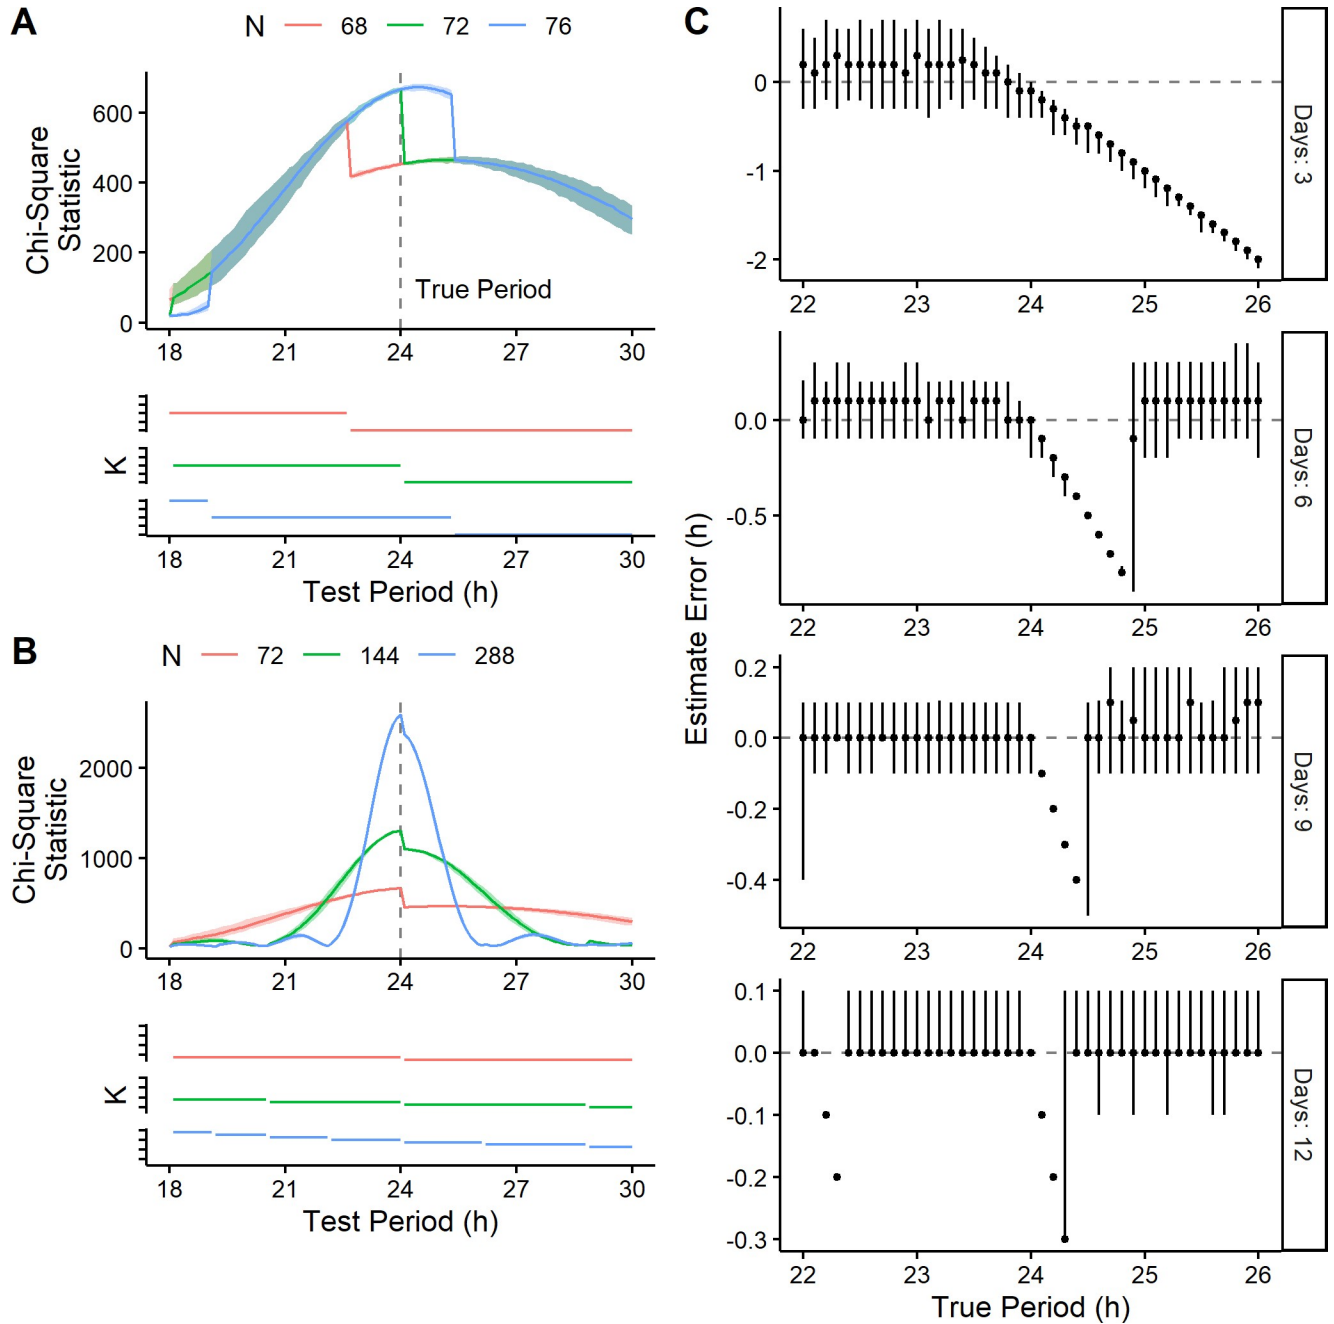 A
N 68 72 76
Chi-Square
Statistic
600
400
200
0
True Period
18 21 24 27 30
K
18 21 24 27 30
Test Period (h)
B
N 72 144 288
Chi-Square
Statistic
2000
1000
0
18 21 24 27 30
K
18 21 24 27 30
Test Period (h)
C
Estimate Error (h)
0
-1
-2
22 23 24 25 26
Days: 3
0.0
-0.5
22 23 24 25 26
Days: 6
0.2
0.0
-0.2
-0.4
22 23 24 25 26
Days: 9
0.1
0.0
-0.1
-0.2
-0.3
22 23 24 25 26
Days: 12
True Period (h)